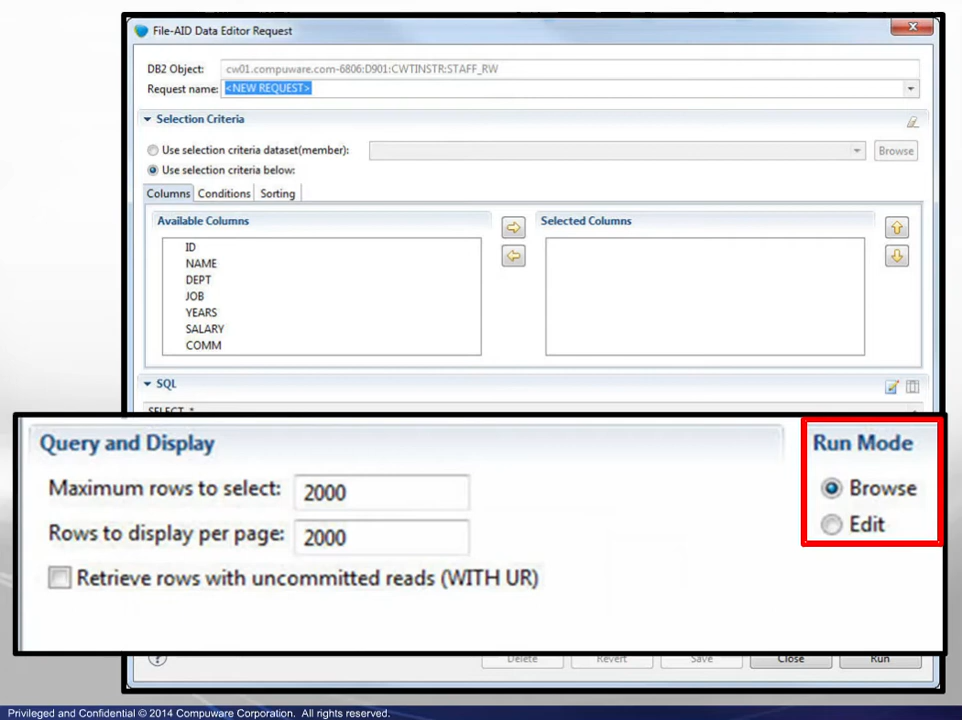 File-AID Data Editor Request
DB2 Object: cw01.compuware.com-6806:D901:CWTINSTR:STAFF_RW
Request name: <NEW REQUEST>
Selection Criteria
Use selection criteria dataset(member): Browse
Use selection criteria below:
Columns Conditions Sorting
Available Columns
Selected Columns
ID
NAME
DEPT
JOB
YEARS
SALARY
COMM
SQL
SELECT *
Query and Display
Maximum rows to select: 2000
Rows to display per page: 2000
Retrieve rows with uncommitted reads (WITH UR)
Run Mode
Browse
Edit
? Delete Revert Save Close Run
Privileged and Confidential © 2014 Compuware Corporation. All rights reserved.